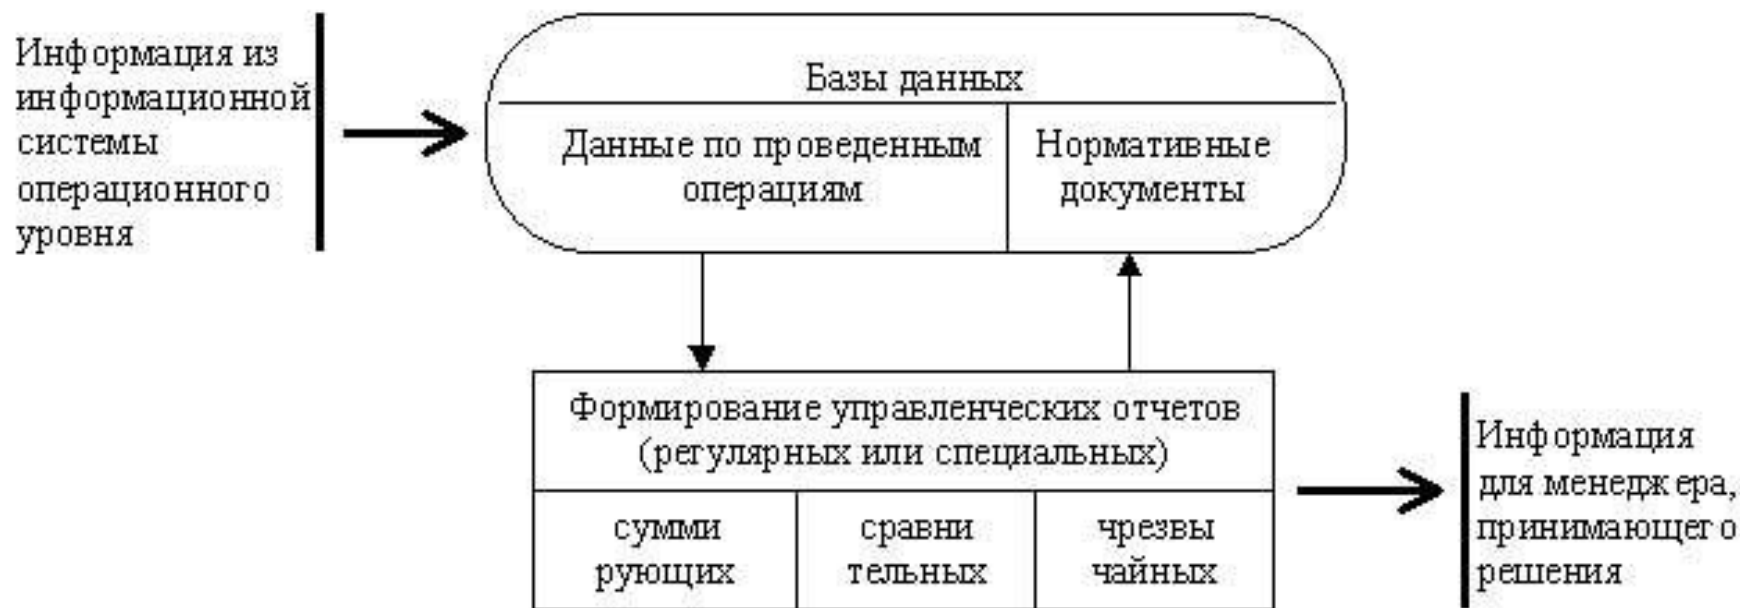 Информация из
информационной
системы
операционного
уровня
Базы данных
Данные по проведенным
операциям
Нормативные
документы
Формирование управленческих отчетов
(регулярных или специальных)
сумми
рующих
сравни
тельных
чрезвы
чайных
Информация
для менеджера,
принимающего
решения